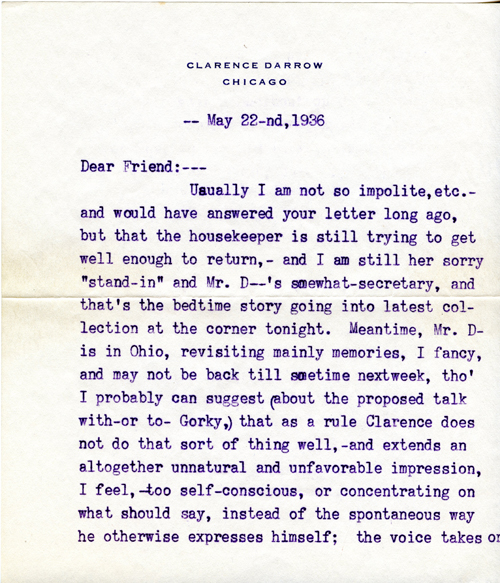 CLARENCE DARROW
CHICAGO
-- May 22-nd,1936
Dear Friend:---
Usually I am not so impolite,etc.-
and would have answered your letter long ago,
but that the housekeeper is still trying to get
well enough to return,- and I am still her sorry
"stand-in" and Mr. D--'s smewhat-secretary, and
that's the bedtime story going into latest col-
lection at the corner tonight. Meantime, Mr. D-
is in Ohio, revisiting mainly memories, I fancy,
and may not be back till smetime nextweek, tho'
I probably can suggest (about the proposed talk
with-or to- Gorky,) that as a rule Clarence does
not do that sort of thing well,-and extends an
altogether unnatural and unfavorable impression,
I feel,-too self-conscious, or concentrating on
what should say, instead of the spontaneous way
he otherwise expresses himself; the voice takes on